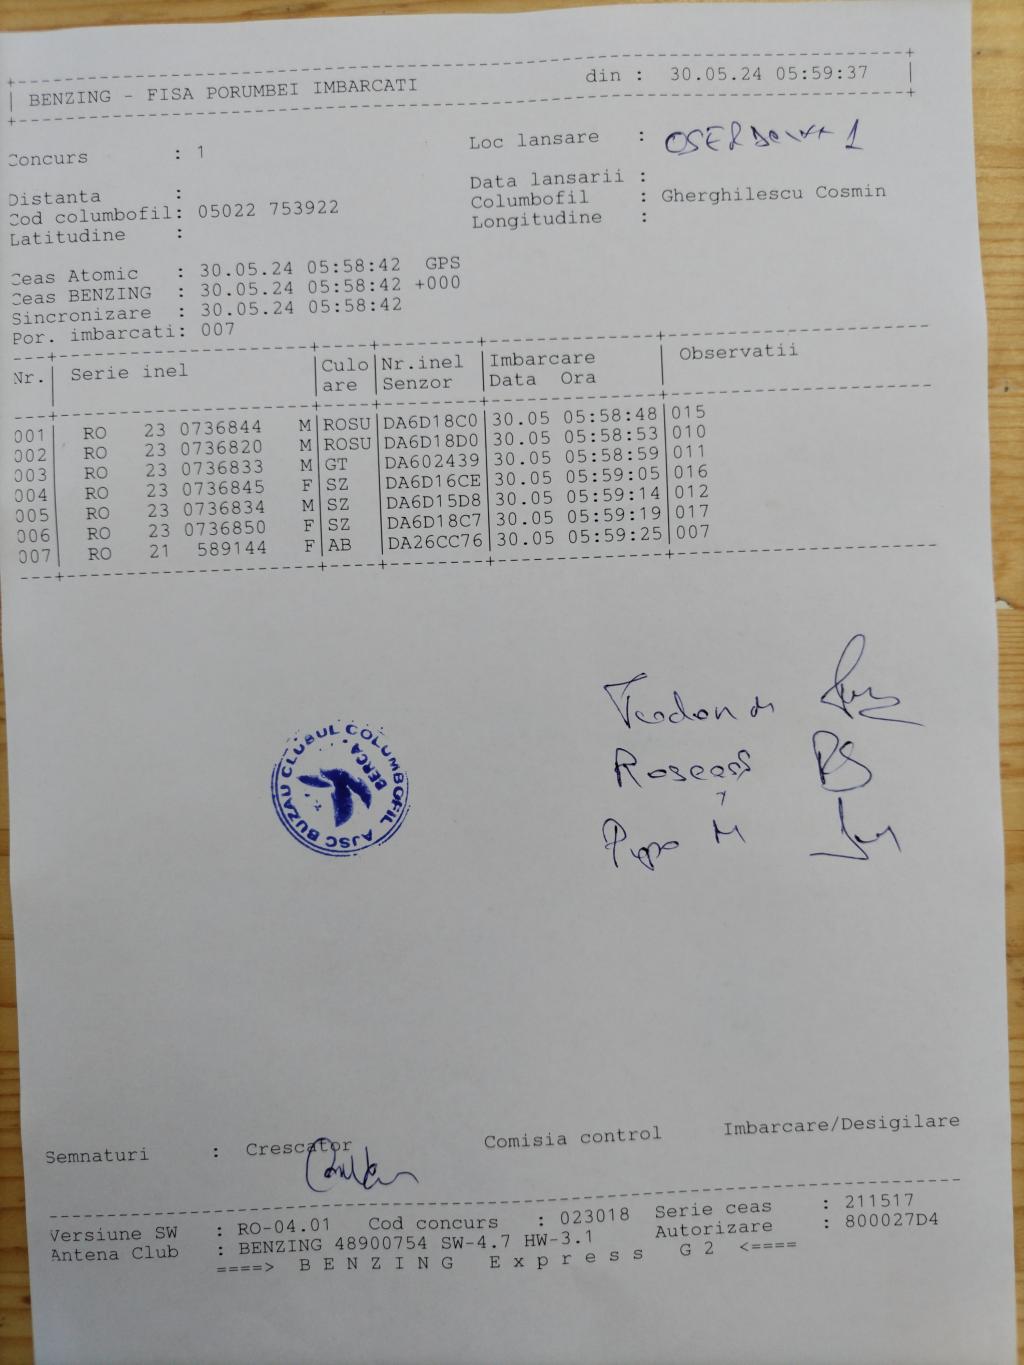 BENZING - FISA PORUMBEI IMBARCATI din : 30.05.24 05:59:37
Concurs : 1 Loc lansare : 1
Distanta : Data lansarii :
Cod columbofil: 05022 753922 Columbofil : Gherghilescu Cosmin
Latitudine : Longitudine :
Ceas Atomic : 30.05.24 05:58:42 GPS
Ceas BENZING : 30.05.24 05:58:42 +000
Sincronizare : 30.05.24 05:58:42
Por. imbarcati: 007
Nr. | Serie inel | Culo | Nr.inel | Imbarcare | Observatii
are | Senzor | Data Ora
001| RO 23 0736844 M|ROSU|DA6D18C0|30.05 05:58:48|015
002| RO 23 0736820 M|ROSU|DA6D18D0|30.05 05:58:53|010
003| RO 23 0736833 M|GT |DA602439|30.05 05:58:59|011
004| RO 23 0736845 F|SZ |DA6D16CE|30.05 05:59:05|016
005| RO 23 0736834 M|SZ |DA6D15D8|30.05 05:59:14|012
006| RO 23 0736850 F|SZ |DA6D18C7|30.05 05:59:19|017
007| RO 21 589144 F|AB |DA26CC76|30.05 05:59:25|007
CLUBUL COLUMBOFIL AJSC BUZAU
BERCA
Semnaturi : Crescator Comisia control Imbarcare/Desigilare
Versiune SW : RO-04.01 Cod concurs : 023018 Serie ceas : 211517
Antena Club : BENZING 48900754 SW-4.7 HW-3.1 Autorizare : 800027D4
====> B E N Z I N G E x p r e s s G 2 <====